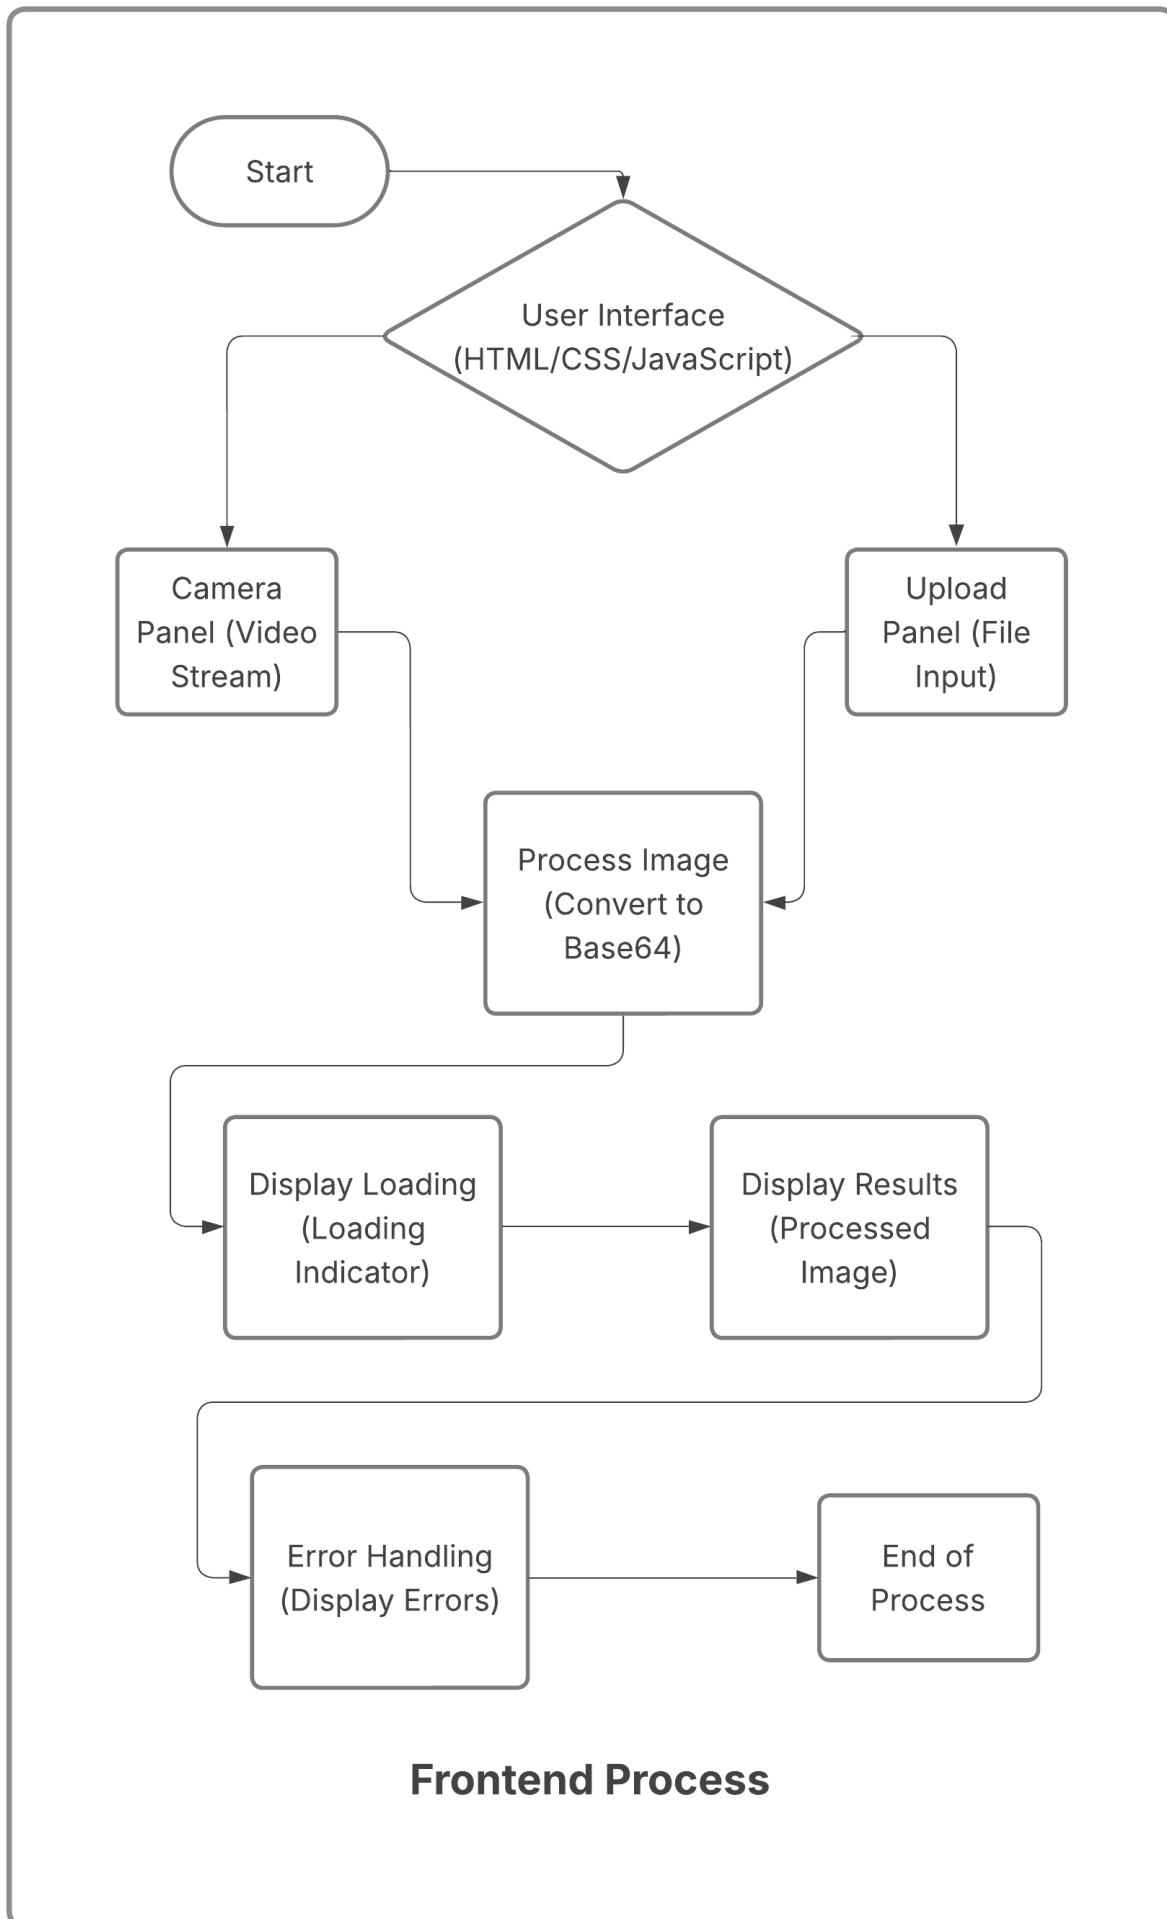 Start
User Interface
(HTML/CSS/JavaScript)
Camera
Panel (Video
Stream)
Upload
Panel (File
Input)
Process Image
(Convert to
Base64)
Display Loading
(Loading
Indicator)
Display Results
(Processed
Image)
Error Handling
(Display Errors)
End of
Process
Frontend Process